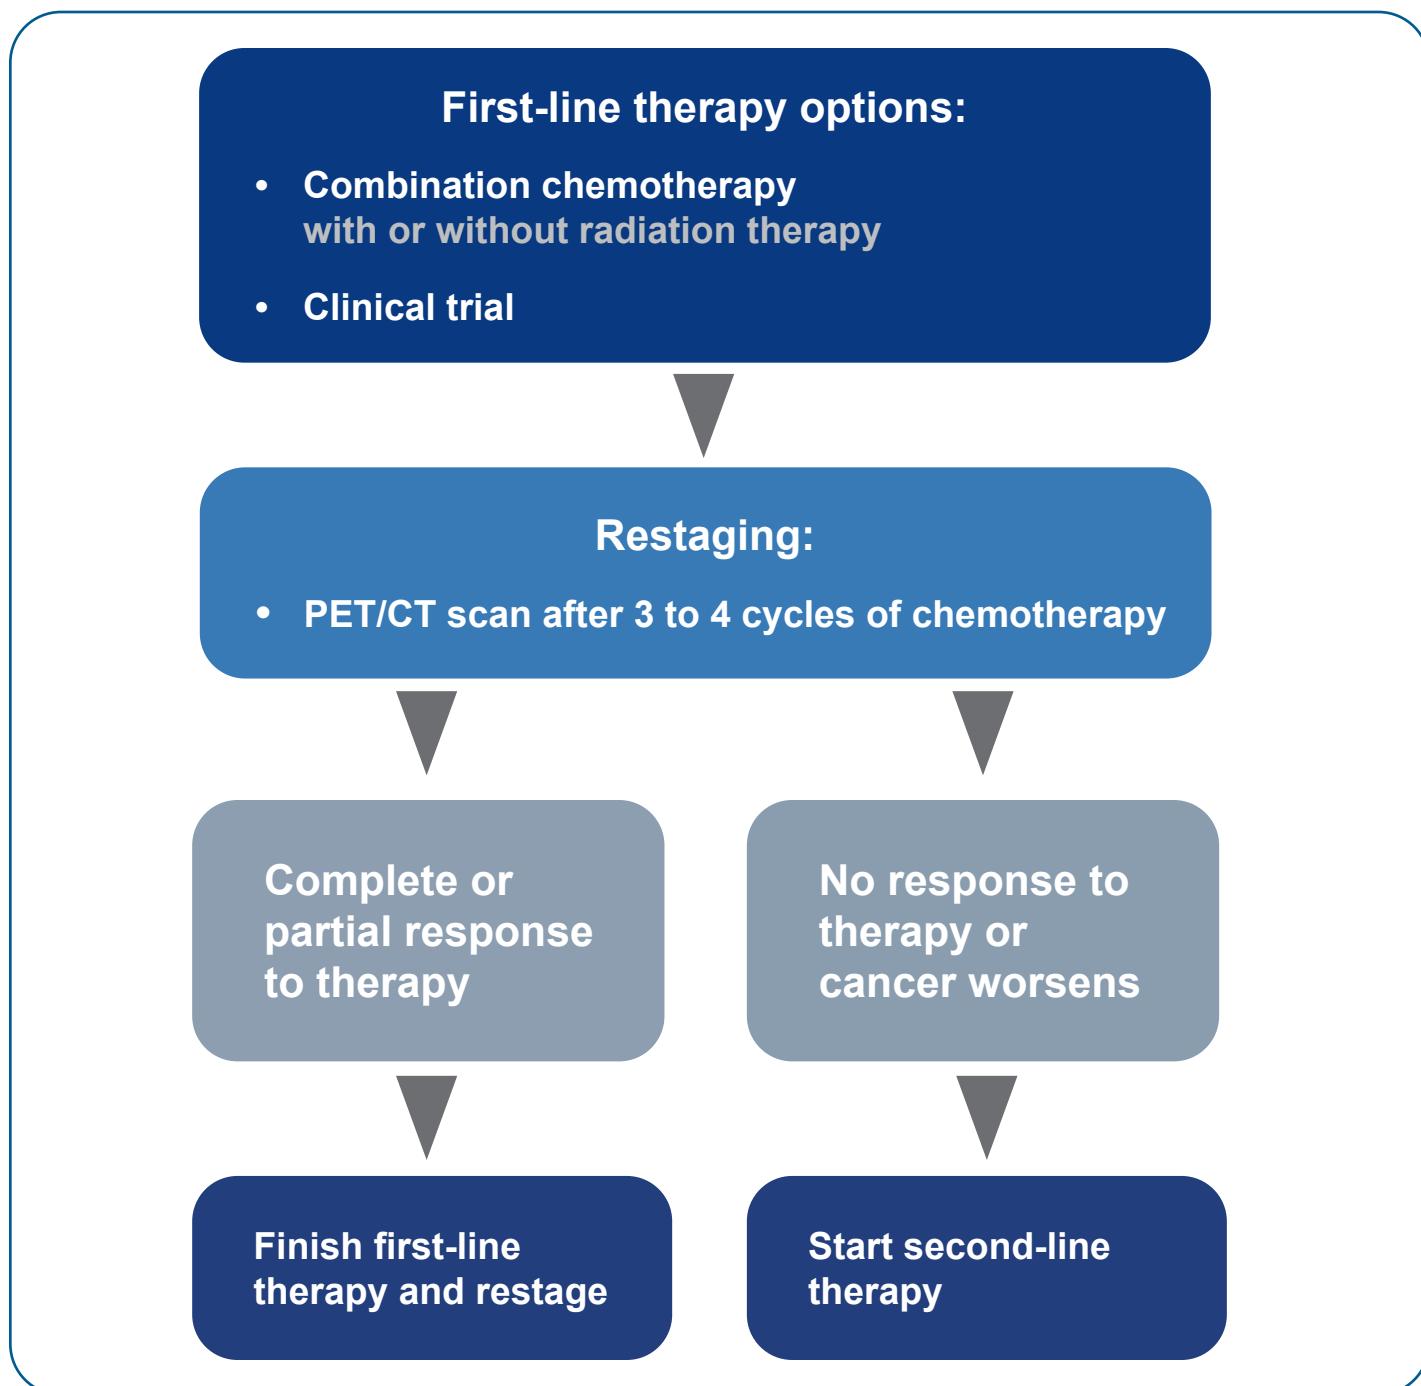 First-line therapy options:
• Combination chemotherapy
with or without radiation therapy
• Clinical trial
Restaging:
• PET/CT scan after 3 to 4 cycles of chemotherapy
Complete or
partial response
to therapy
No response to
therapy or
cancer worsens
Finish first-line
therapy and restage
Start second-line
therapy